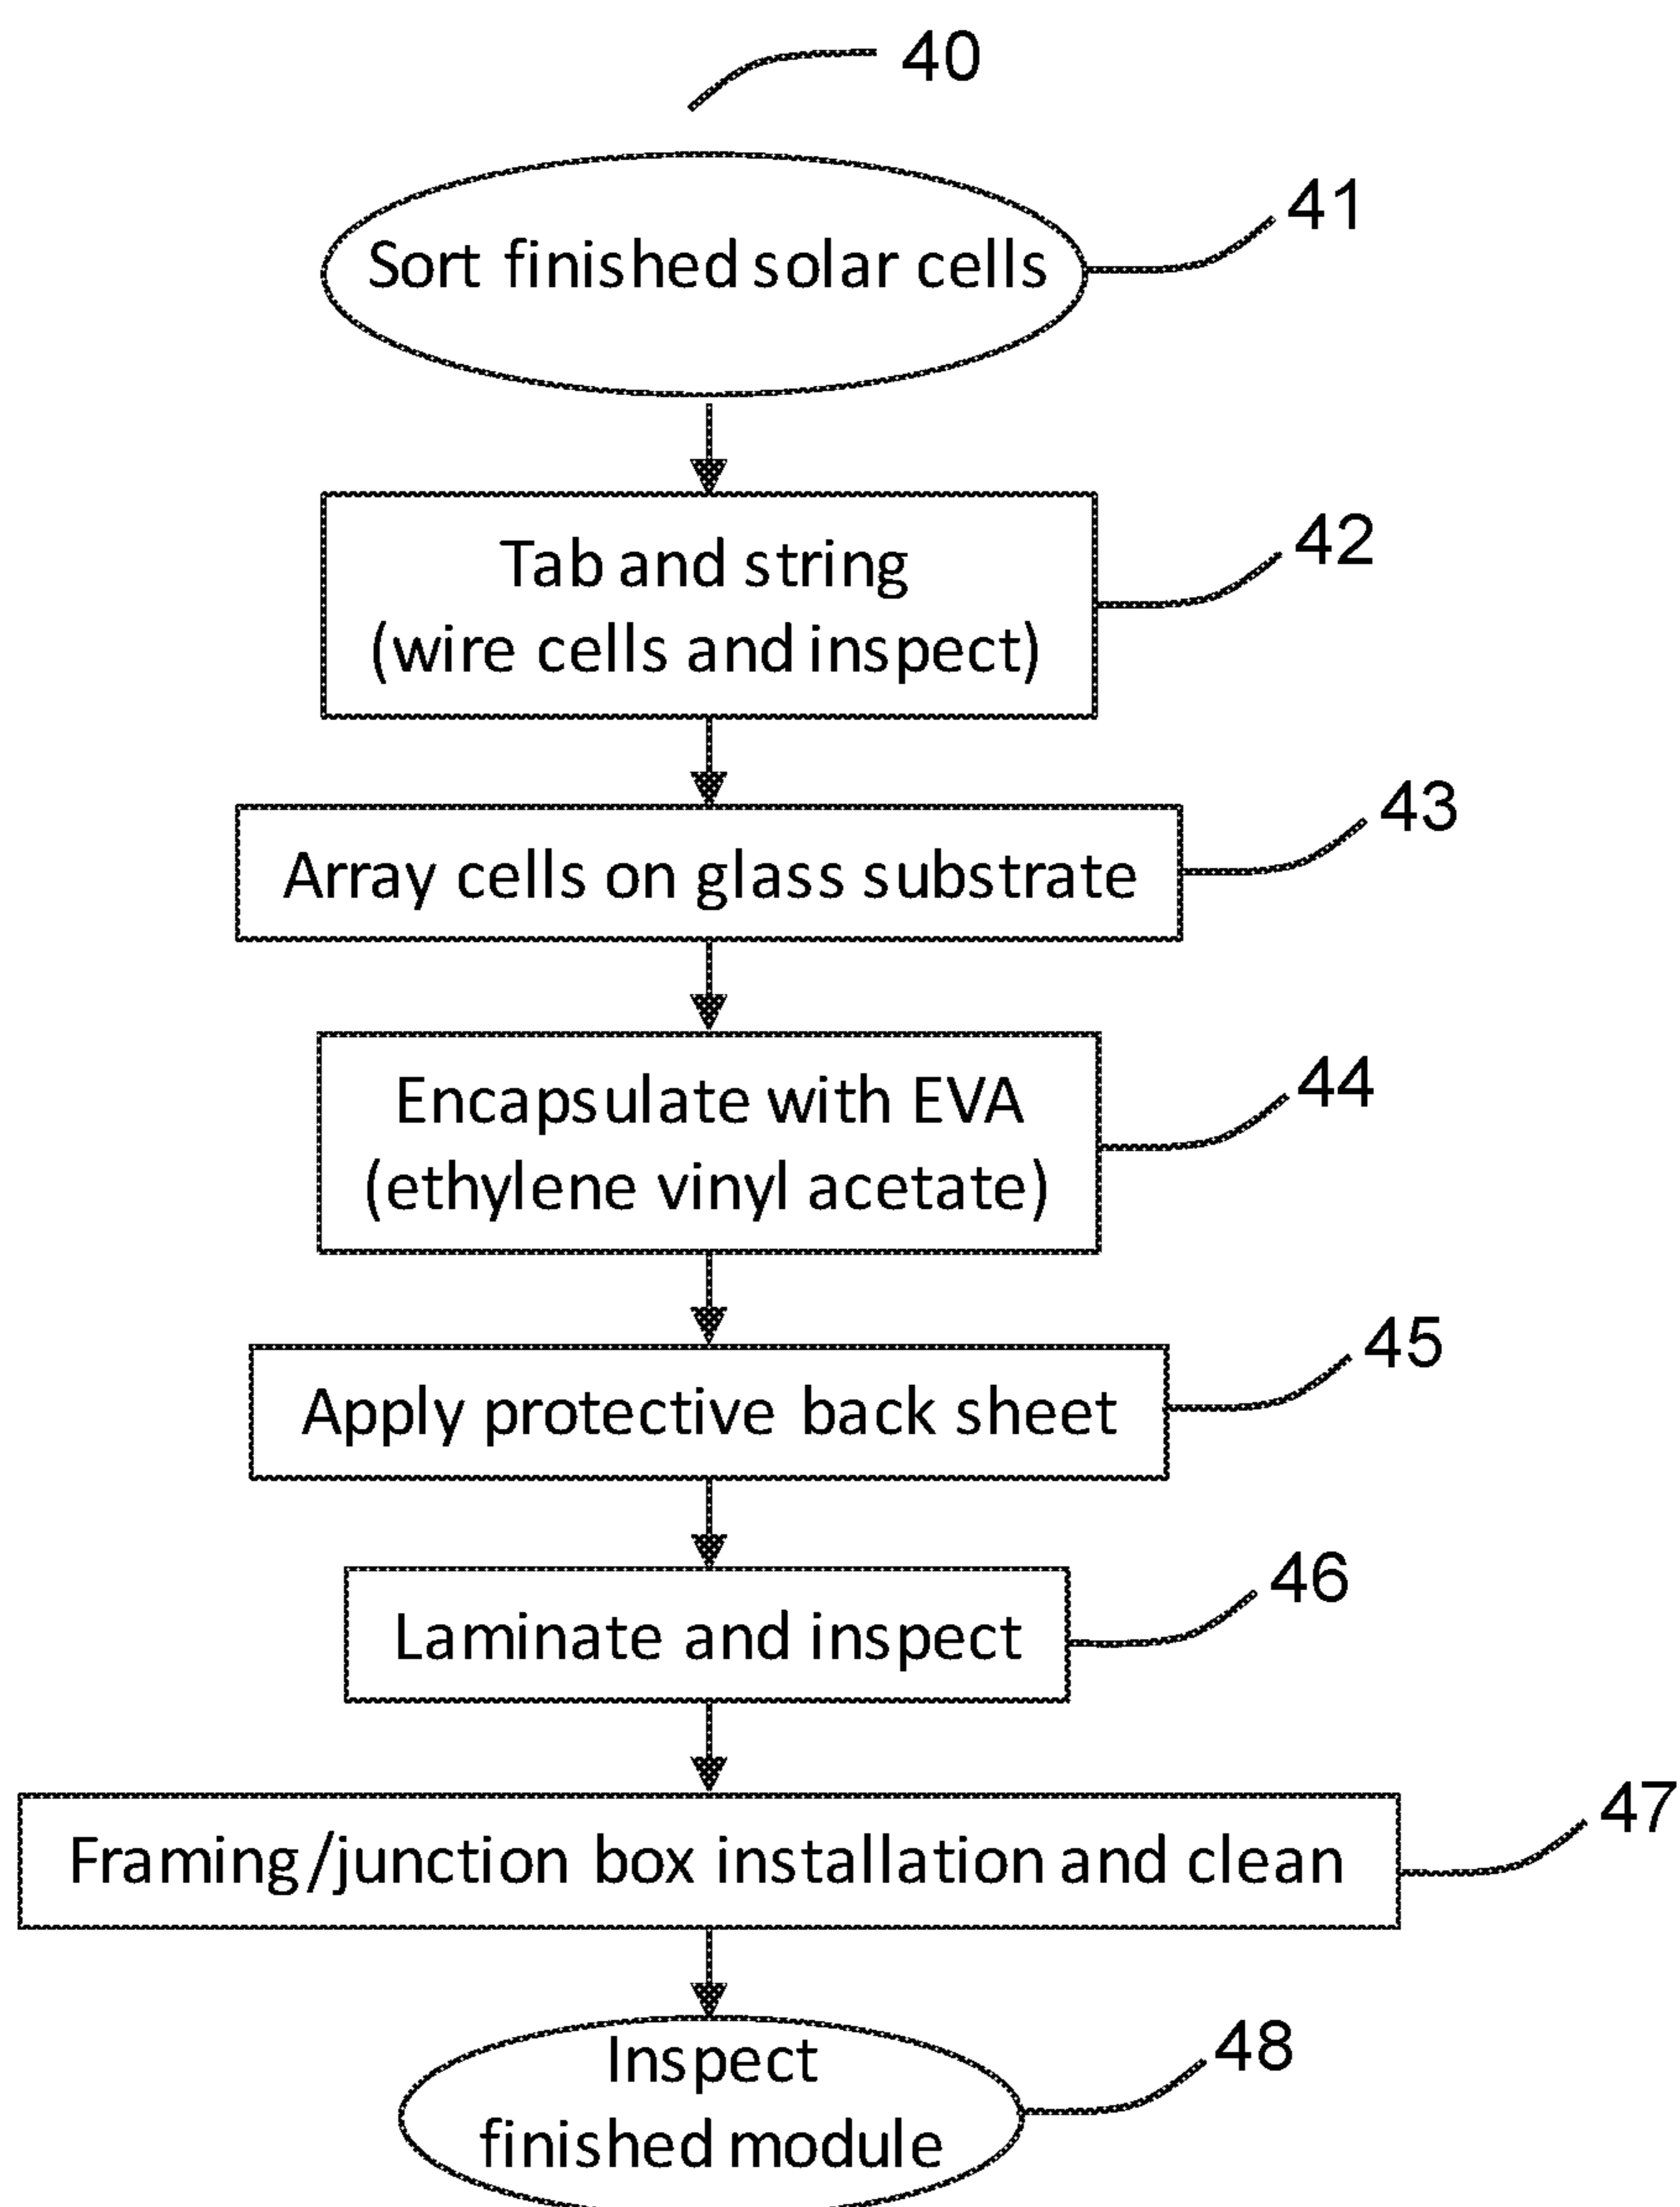 40
Sort finished solar cells
41
Tab and string
(wire cells and inspect)
42
Array cells on glass substrate
43
Encapsulate with EVA
(ethylene vinyl acetate)
44
Apply protective back sheet
45
Laminate and inspect
46
Framing/junction box installation and clean
47
Inspect
finished module
48